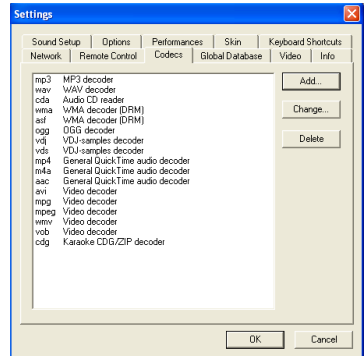 Settings
Sound Setup Options Performances Skin Keyboard Shortcuts
Network Remote Control Codecs Global Database Video Info
mp3 MP3 decoder
wav WAV decoder
cda Audio CD reader
wma WMA decoder (DRM)
asf WMA decoder (DRM)
ogg OGG decoder
vdj VDJ-samples decoder
vds VDJ-samples decoder
mp4 General QuickTime audio decoder
m4a General QuickTime audio decoder
aac General QuickTime audio decoder
avi Video decoder
mpg Video decoder
mpeg Video decoder
wmv Video decoder
vob Video decoder
cdg Karaoke CDG/ZIP decoder
Add...
Change...
Delete
OK Cancel